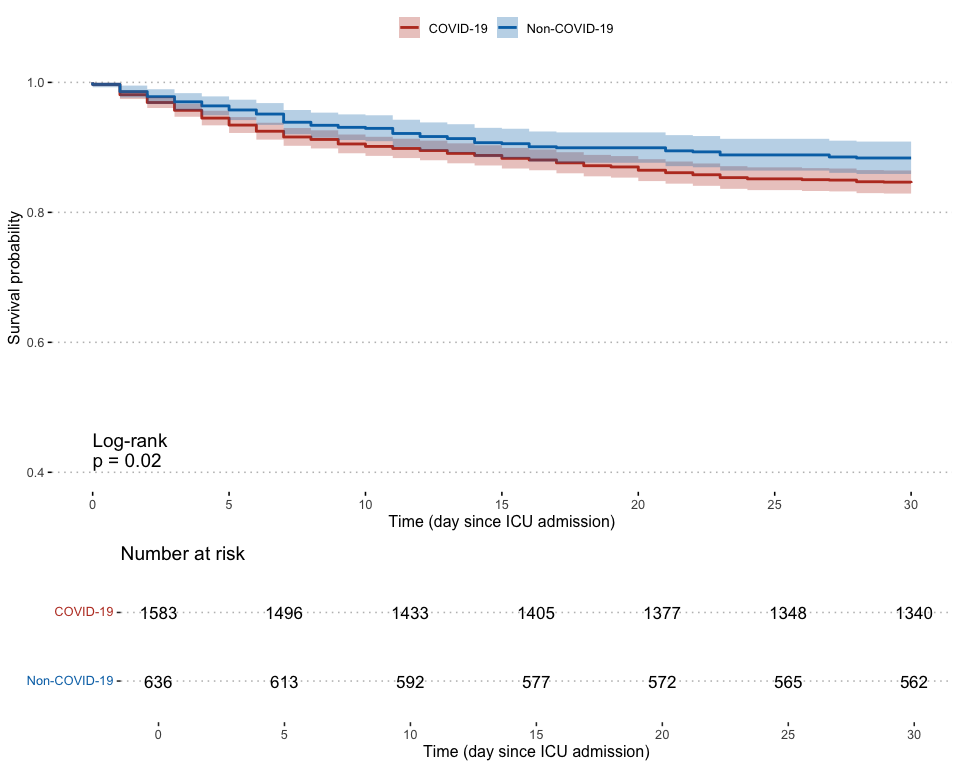 COVID-19 Non-COVID-19
Survival probability
1.0
0.8
0.6
0.4
Log-rank
p = 0.02
0 5 10 15 20 25 30
Time (day since ICU admission)
Number at risk
COVID-19 1583 1496 1433 1405 1377 1348 1340
Non-COVID-19 636 613 592 577 572 565 562
0 5 10 15 20 25 30
Time (day since ICU admission)